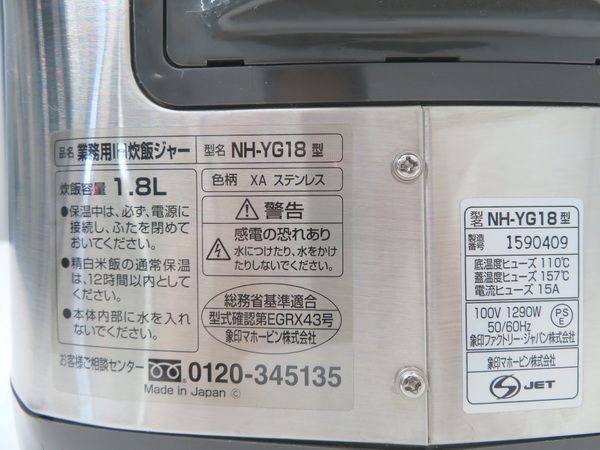 品名 業務用IH炊飯ジャー 型名 NH-YG18 型
炊飯容量 1.8L
色柄 XA ステンレス
●保温中は、必ず、電源に
接続し、ふたを閉めて
おいてください。
●精白米飯の通常保温
は、12時間以内として
ください。
●本体内部に水を入れ
ないでください。
警告
感電の恐れあり
水につけたり、水をかけ
たりしないでください。
総務省基準適合
型式確認第EGRX43号
象印マホービン株式会社
お客様ご相談センター 0120-345135
Made in Japan ©
型名 NH-YG18 型
製造番号 1590409
底温度ヒューズ 110℃
蓋温度ヒューズ 157℃
電流ヒューズ 15A
100V 1290W
50/60Hz
PSE
象印ファクトリー・ジャパン株式会社
象印マホービン株式会社
JET